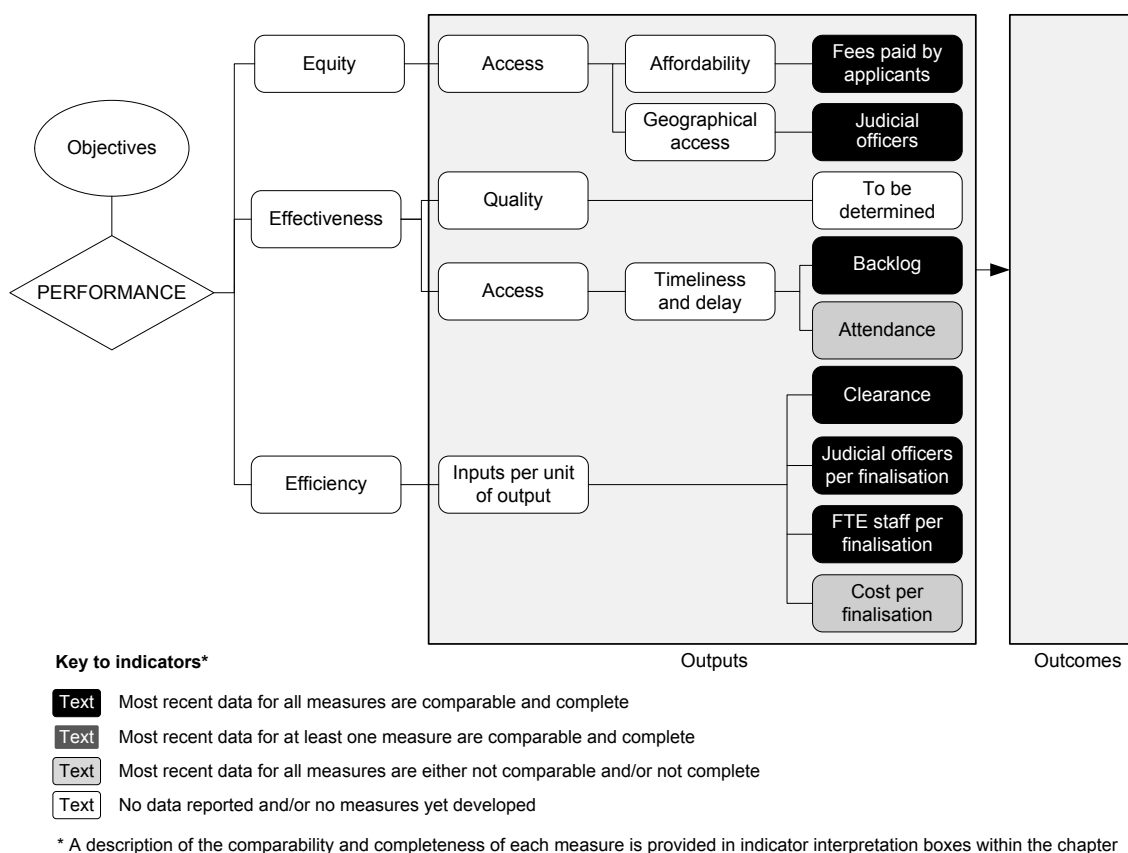 Objectives
PERFORMANCE
Equity
Access
Affordability
Fees paid by
applicants
Geographical
access
Judicial
officers
Effectiveness
Quality
To be
determined
Access
Timeliness
and delay
Backlog
Attendance
Efficiency
Inputs per unit
of output
Clearance
Judicial officers
per finalisation
FTE staff per
finalisation
Cost per
finalisation
Outputs
Outcomes
Key to indicators*
Text Most recent data for all measures are comparable and complete
Text Most recent data for at least one measure are comparable and complete
Text Most recent data for all measures are either not comparable and/or not complete
Text No data reported and/or no measures yet developed
* A description of the comparability and completeness of each measure is provided in indicator interpretation boxes within the chapter